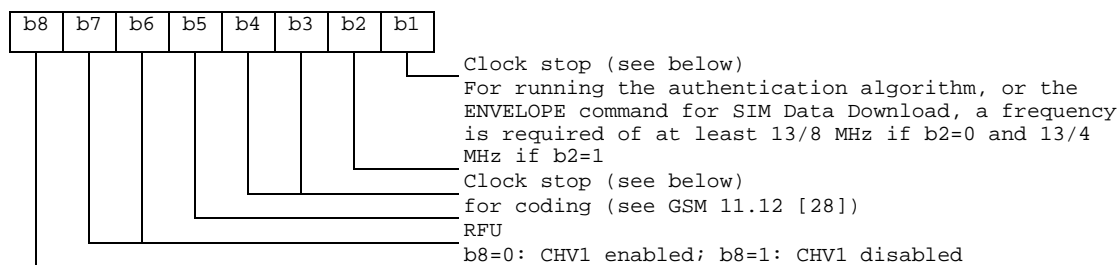 b8 b7 b6 b5 b4 b3 b2 b1
Clock stop (see below)
For running the authentication algorithm, or the
ENVELOPE command for SIM Data Download, a frequency
is required of at least 13/8 MHz if b2=0 and 13/4
MHz if b2=1
Clock stop (see below)
for coding (see GSM 11.12 [28])
RFU
b8=0: CHV1 enabled; b8=1: CHV1 disabled